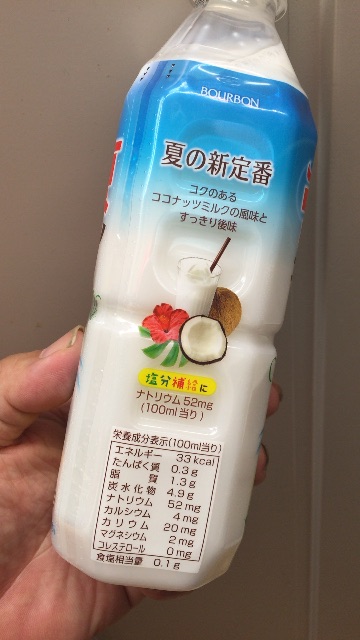 BOURBON
夏の新定番
コクのある
ココナッツミルクの風味と
すっきり後味
塩分補給に
ナトリウム 52mg
(100ml当り)
栄養成分表示(100ml当り)
エネルギー 33kcal
たんぱく質 0.3g
脂質 1.3g
炭水化物 4.9g
ナトリウム 52mg
カルシウム 4mg
カリウム 20mg
マグネシウム 2mg
コレステロール 0mg
食塩相当量 0.1g